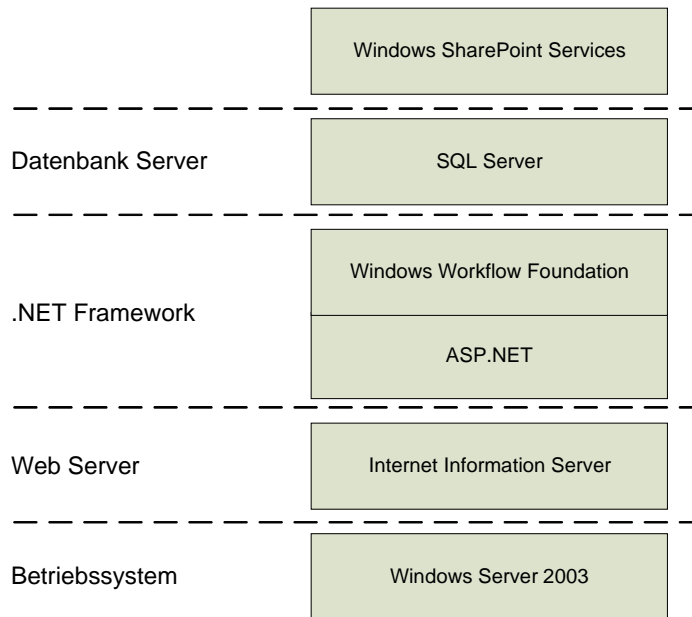 Windows SharePoint Services
Datenbank Server
SQL Server
Windows Workflow Foundation
.NET Framework
ASP.NET
Web Server
Internet Information Server
Betriebssystem
Windows Server 2003